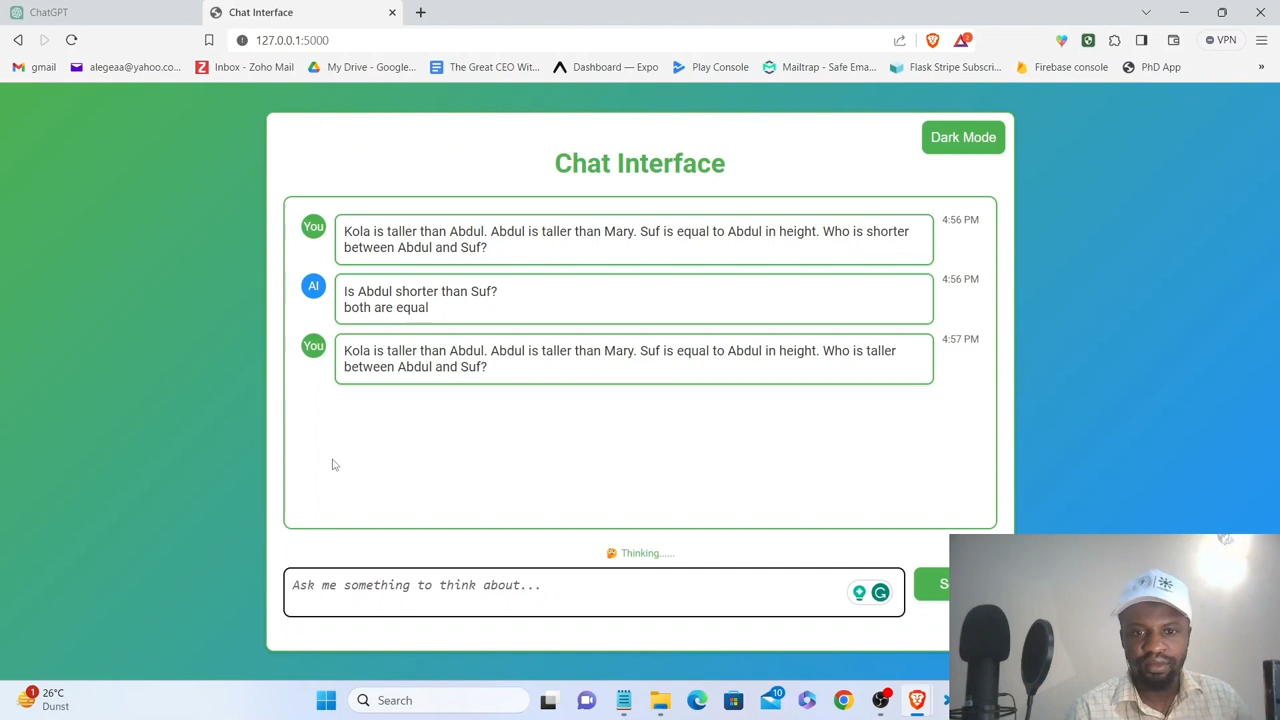 ChatGPT
Chat Interface
127.0.0.1:5000
2
VPN
gmail
alegeaa@yahoo.co...
Inbox - Zoho Mail
My Drive - Google...
The Great CEO Wit...
Dashboard — Expo
Play Console
Mailtrap - Safe Ema...
Flask Stripe Subscri...
Firebase console
PhD App
»
Dark Mode
Chat Interface
You
Kola is taller than Abdul. Abdul is taller than Mary. Suf is equal to Abdul in height. Who is shorter
between Abdul and Suf?
4:56 PM
AI
Is Abdul shorter than Suf?
both are equal
4:56 PM
You
Kola is taller than Abdul. Abdul is taller than Mary. Suf is equal to Abdul in height. Who is taller
between Abdul and Suf?
4:57 PM
Thinking......
Ask me something to think about...
S
1
26°C
Dust
Search
10